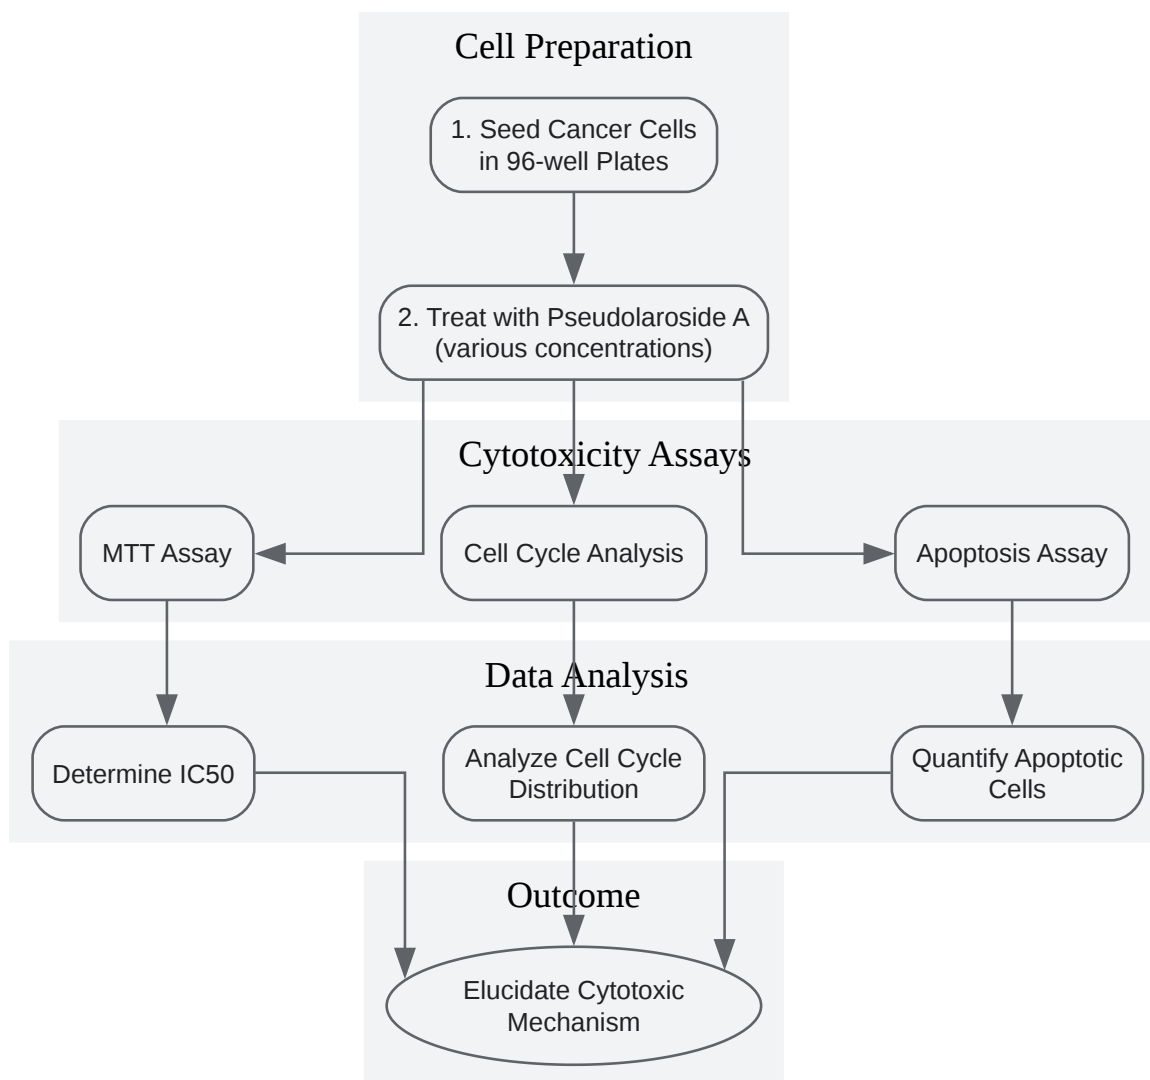 Cell Preparation
1. Seed Cancer Cells
in 96-well Plates
2. Treat with Pseudolaroside A
(various concentrations)
Cytotoxicity Assays
MTT Assay
Cell Cycle Analysis
Apoptosis Assay
Data Analysis
Determine IC50
Analyze Cell Cycle
Distribution
Quantify Apoptotic
Cells
Outcome
Elucidate Cytotoxic
Mechanism